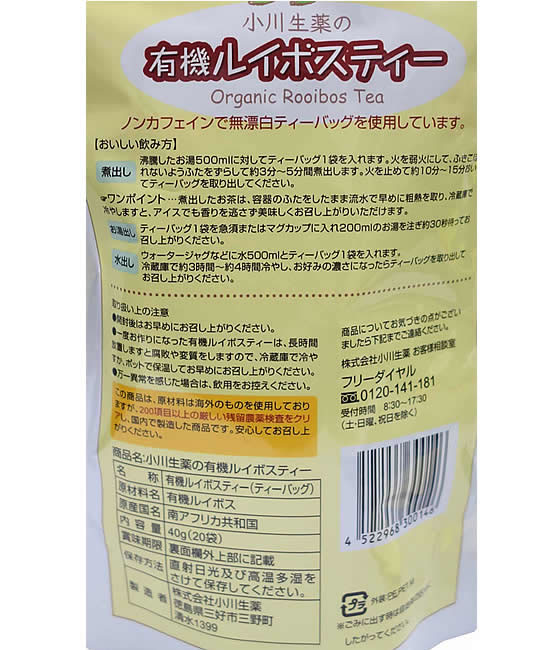 小川生薬の
有機ルイボスティー
Organic Rooibos Tea
ノンカフェインで無漂白ティーバッグを使用しています。
【おいしい飲み方】
煮出し
沸騰したお湯500mlに対してティーバッグ1袋を入れます。火を弱火にして、ふきこぼ
れないようふたをずらして約3分～5分間煮出します。火を止めて約10～15分おい
てティーバッグを取り出してください。
ワンポイント…煮出したお茶は、容器のふたをしたまま流水で早めに粗熱を取り、冷蔵庫で
冷やしますと、アイスでも香りを逃さず美味しくお召し上がりいただけます。
お湯出し
ティーバッグ1袋を急須またはマグカップに入れ200mlのお湯を注ぎ約30秒待ってお
召し上がりください。
水出し
ウォータージャグなどに水500mlとティーバッグ1袋を入れます。
冷蔵庫で約3時間～約4時間冷やし、お好みの濃さになったらティーバッグを取り出して
お召し上がりください。
取り扱い上の注意
●開封後はお早めにお召し上がりください。
●一度お作りになった有機ルイボスティーは、長時間
放置しますと腐敗や変質をしますので、冷蔵庫で冷や
すか、ポットで保温してお早めにお召し上がりください。
●万一異常を感じた場合は、飲用をお控えください。
この商品は、原材料は海外のものを使用しており
ますが、200項目以上の厳しい残留農薬検査をクリ
アし、国内で製造した商品です。安心してお召し上
がりください。
商品についてお気づきの点がござい
ましたら下記までご連絡ください。
株式会社小川生薬 お客様相談室
フリーダイヤル
0120-141-181
受付時間 8:30～17:30
(土・日曜、祝日を除く)
商品名:小川生薬の有機ルイボスティー
名称 有機ルイボスティー(ティーバッグ)
原材料名 有機ルイボス
原産国名 南アフリカ共和国
内容量 40g(20袋)
賞味期限 裏面欄外上部に記載
保存方法 直射日光及び高温多湿を
さけて保存してください。
製造者 株式会社小川生薬
徳島県三好市三野町
清水1399
4 522968 300146
プラ
外装:PE,PET,M
※ごみに出す時は
したがってください。